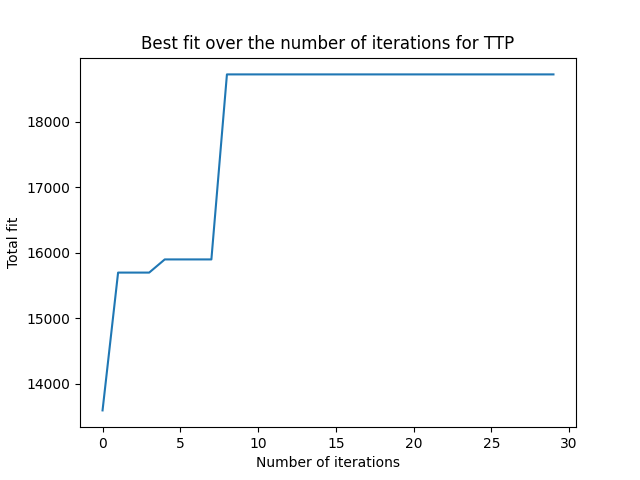 Best fit over the number of iterations for TTP
18000
17000
16000
15000
14000
Total fit
0 5 10 15 20 25 30
Number of iterations